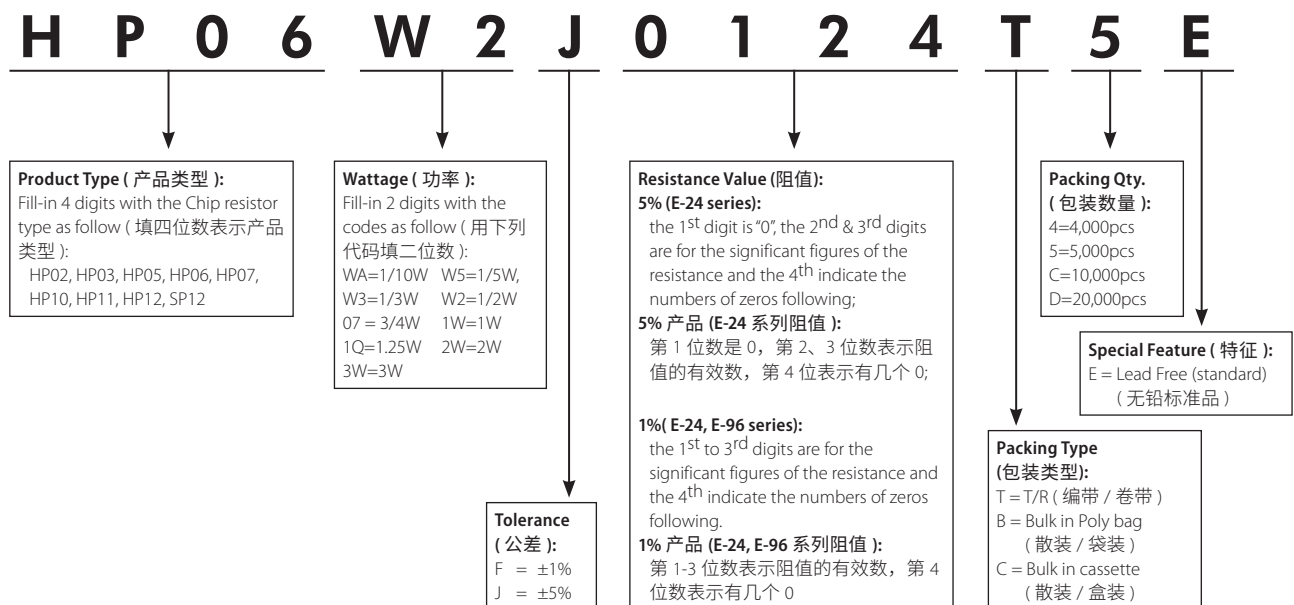 HP06W2J0124T5E
Product Type ( 产品类型 ):
Fill-in 4 digits with the Chip resistor
type as follow ( 填四位数表示产品
类型 ):
HP02, HP03, HP05, HP06, HP07,
HP10, HP11, HP12, SP12
Wattage ( 功率 ):
Fill-in 2 digits with the
codes as follow ( 用下列
代码填二位数 ):
WA=1/10W W5=1/5W,
W3=1/3W W2=1/2W
07 = 3/4W 1W=1W
1Q=1.25W 2W=2W
3W=3W
Tolerance
( 公差 ):
F = ±1%
J = ±5%
Resistance Value (阻值):
5% (E-24 series):
the 1st digit is “0”, the 2nd & 3rd digits
are for the significant figures of the
resistance and the 4th indicate the
numbers of zeros following;
5% 产品 (E-24 系列阻值 ):
第 1 位数是 0，第 2、3 位数表示阻
值的有效数，第 4 位表示有几个 0;
1%( E-24, E-96 series):
the 1st to 3rd digits are for the
significant figures of the resistance and
the 4th indicate the numbers of zeros
following.
1% 产品 (E-24, E-96 系列阻值 ):
第 1-3 位数表示阻值的有效数，第 4
位数表示有几个 0
Packing Type
(包装类型):
T = T/R ( 编带 / 卷带 )
B = Bulk in Poly bag
( 散装 / 袋装 )
C = Bulk in cassette
( 散装 / 盒装 )
Packing Qty.
( 包装数量 ):
4=4,000pcs
5=5,000pcs
C=10,000pcs
D=20,000pcs
Special Feature ( 特征 ):
E = Lead Free (standard)
( 无铅标准品 )